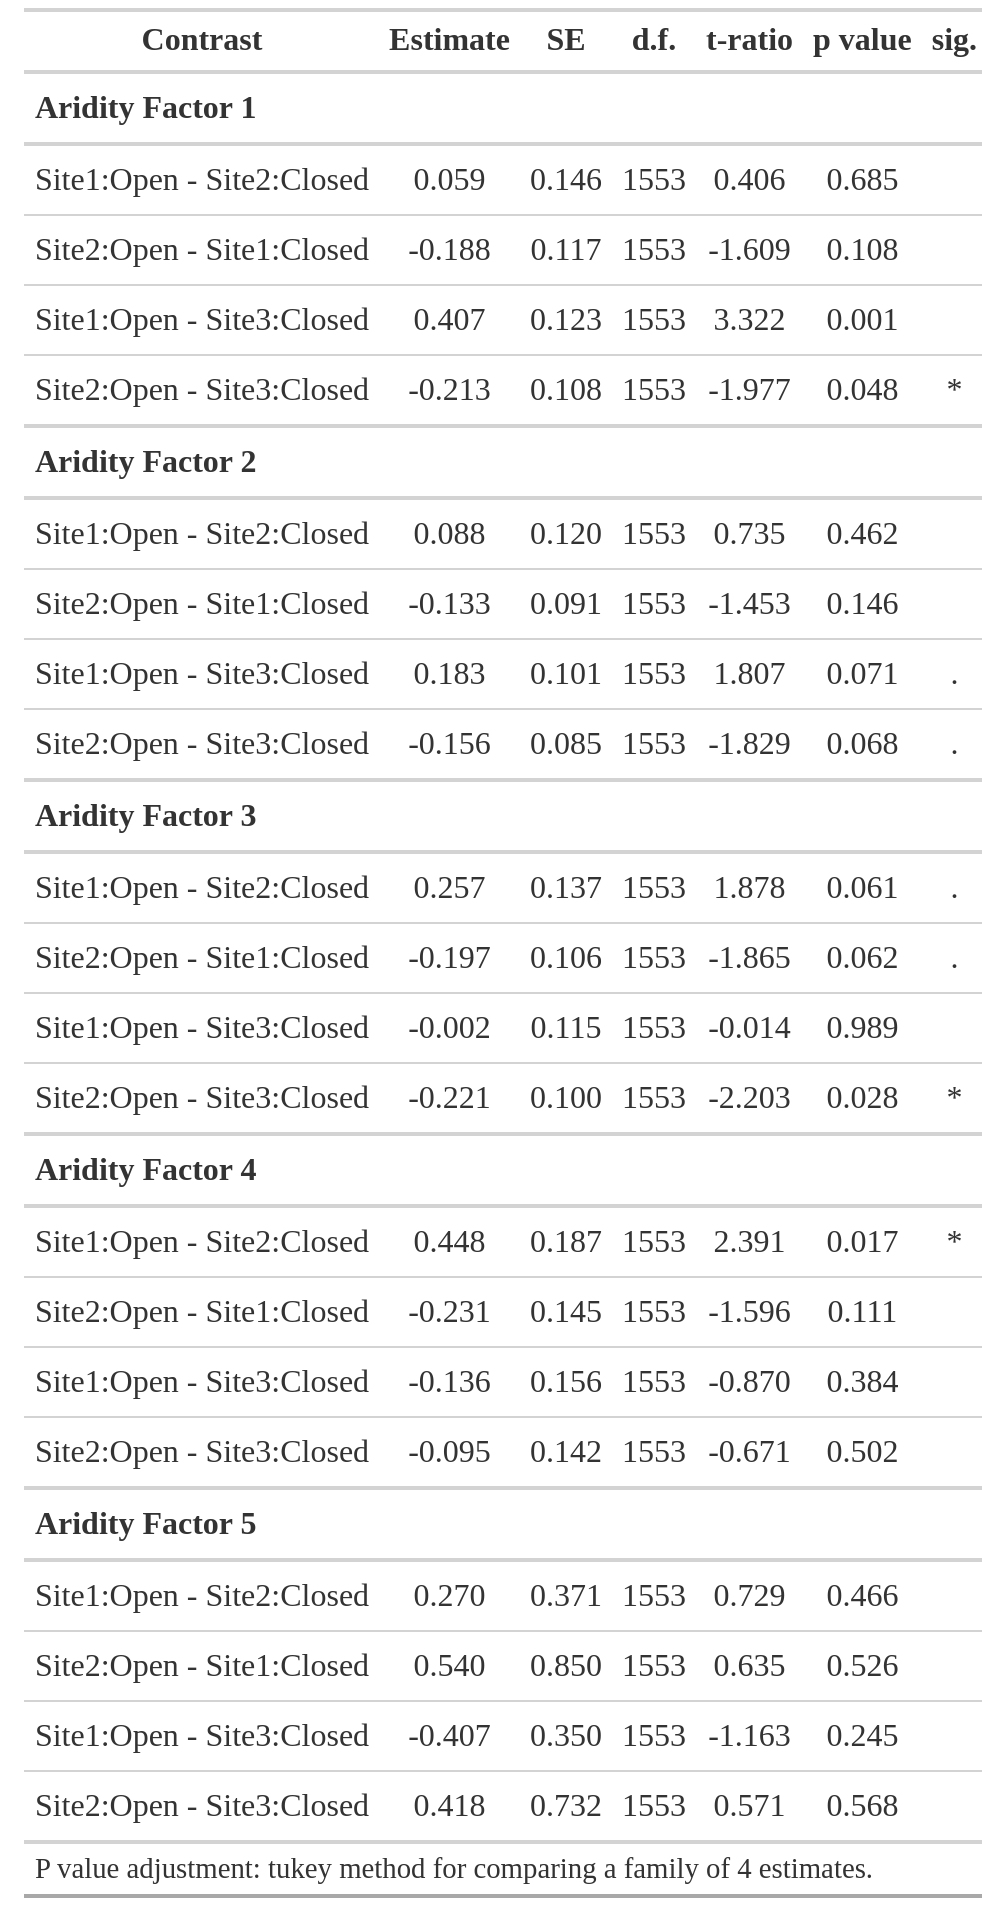 Contrast Estimate SE d.f. t-ratio p value sig.
Aridity Factor 1
Site1:Open - Site2:Closed 0.059 0.146 1553 0.406 0.685
Site2:Open - Site1:Closed -0.188 0.117 1553 -1.609 0.108
Site1:Open - Site3:Closed 0.407 0.123 1553 3.322 0.001
Site2:Open - Site3:Closed -0.213 0.108 1553 -1.977 0.048 *
Aridity Factor 2
Site1:Open - Site2:Closed 0.088 0.120 1553 0.735 0.462
Site2:Open - Site1:Closed -0.133 0.091 1553 -1.453 0.146
Site1:Open - Site3:Closed 0.183 0.101 1553 1.807 0.071 .
Site2:Open - Site3:Closed -0.156 0.085 1553 -1.829 0.068 .
Aridity Factor 3
Site1:Open - Site2:Closed 0.257 0.137 1553 1.878 0.061 .
Site2:Open - Site1:Closed -0.197 0.106 1553 -1.865 0.062 .
Site1:Open - Site3:Closed -0.002 0.115 1553 -0.014 0.989
Site2:Open - Site3:Closed -0.221 0.100 1553 -2.203 0.028 *
Aridity Factor 4
Site1:Open - Site2:Closed 0.448 0.187 1553 2.391 0.017 *
Site2:Open - Site1:Closed -0.231 0.145 1553 -1.596 0.111
Site1:Open - Site3:Closed -0.136 0.156 1553 -0.870 0.384
Site2:Open - Site3:Closed -0.095 0.142 1553 -0.671 0.502
Aridity Factor 5
Site1:Open - Site2:Closed 0.270 0.371 1553 0.729 0.466
Site2:Open - Site1:Closed 0.540 0.850 1553 0.635 0.526
Site1:Open - Site3:Closed -0.407 0.350 1553 -1.163 0.245
Site2:Open - Site3:Closed 0.418 0.732 1553 0.571 0.568
P value adjustment: tukey method for comparing a family of 4 estimates.